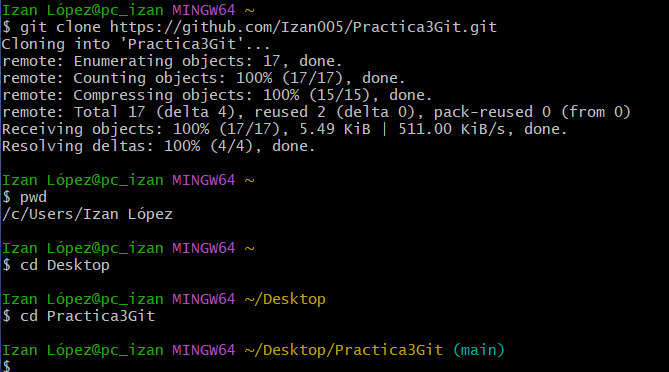 Izan López@pc_izan MINGW64 ~
$ git clone https://github.com/Izan005/Practica3Git.git
Cloning into 'Practica3Git'...
remote: Enumerating objects: 17, done.
remote: Counting objects: 100% (17/17), done.
remote: Compressing objects: 100% (15/15), done.
remote: Total 17 (delta 4), reused 2 (delta 0), pack-reused 0 (from 0)
Receiving objects: 100% (17/17), 5.49 KiB | 511.00 KiB/s, done.
Resolving deltas: 100% (4/4), done.
Izan López@pc_izan MINGW64 ~
$ pwd
/c/Users/Izan López
Izan López@pc_izan MINGW64 ~
$ cd Desktop
Izan López@pc_izan MINGW64 ~/Desktop
$ cd Practica3Git
Izan López@pc_izan MINGW64 ~/Desktop/Practica3Git (main)
$